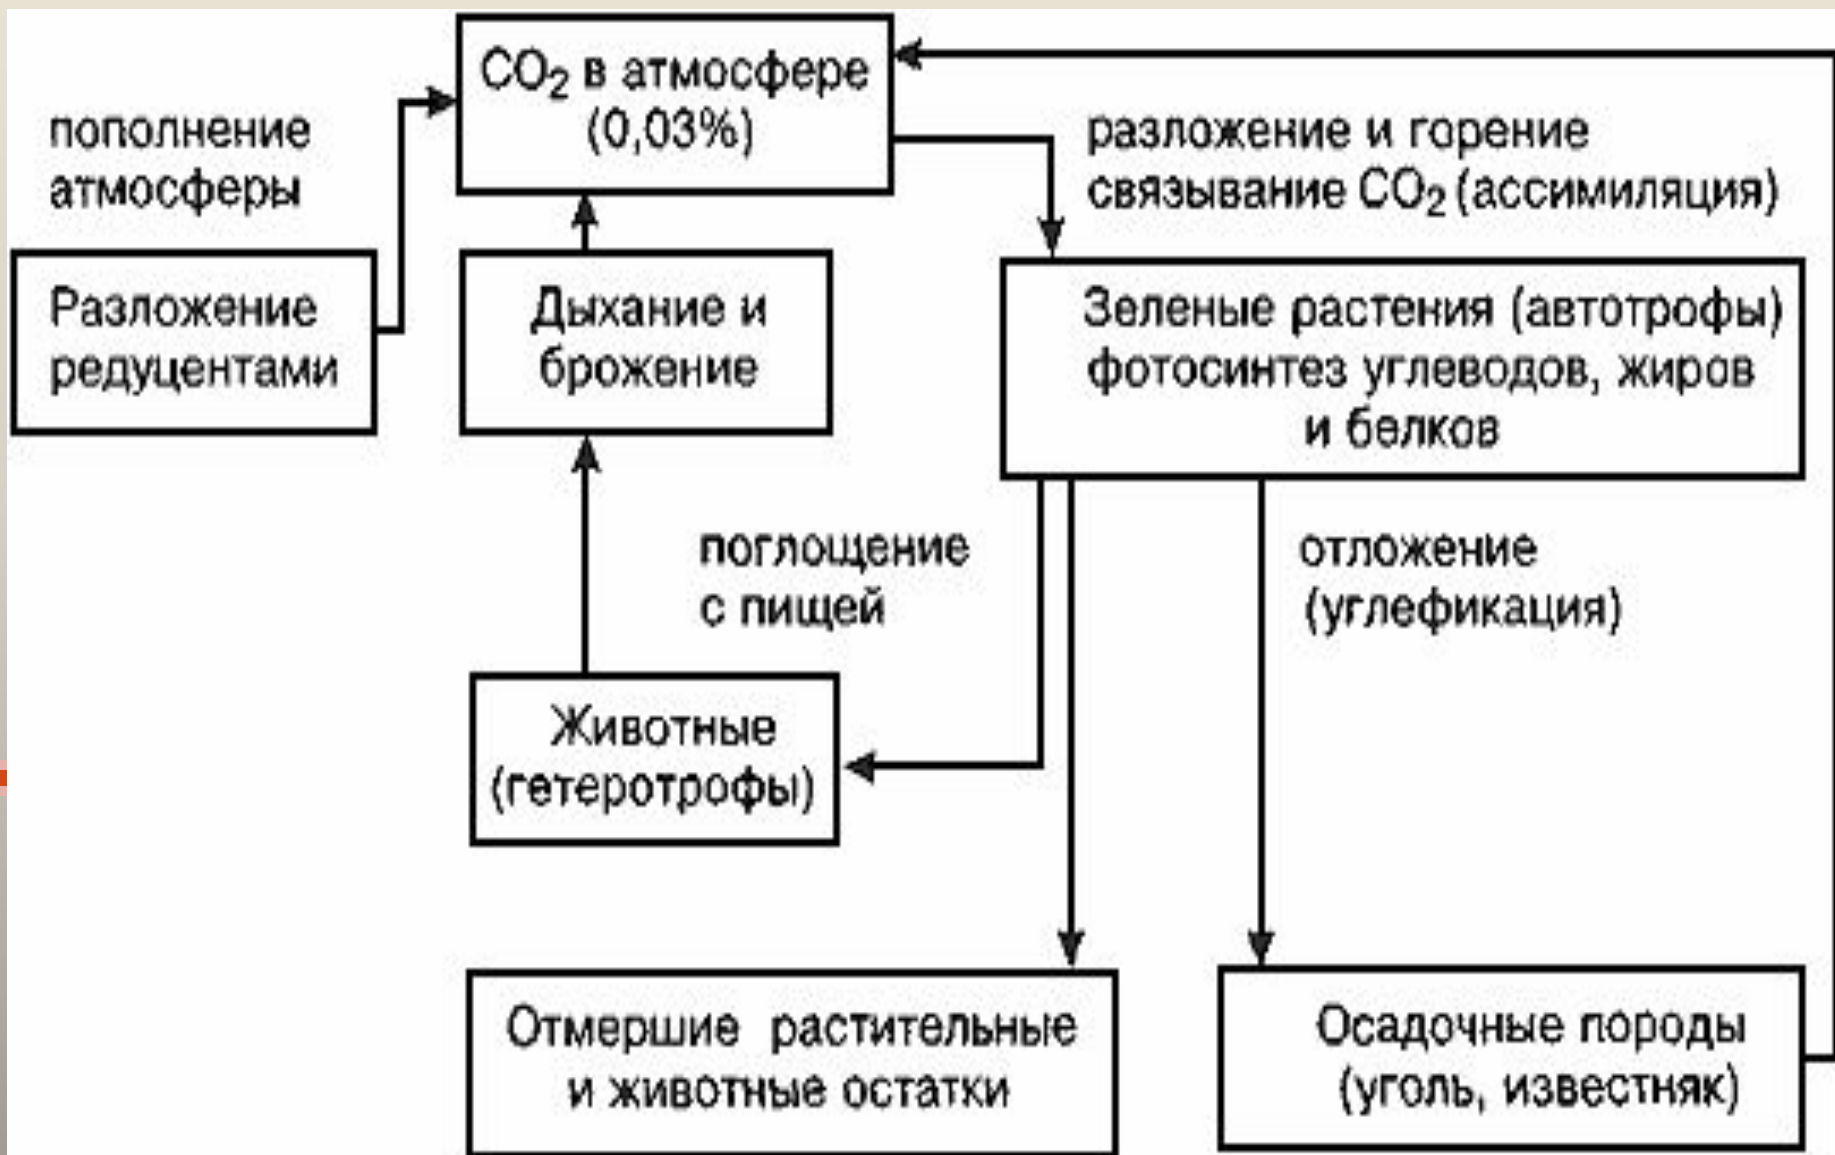 CO₂ в атмосфере
(0,03%)
пополнение
атмосферы
разложение и горение
связывание CO₂ (ассимиляция)
Разложение
редуцентами
Дыхание и
брожение
Зеленые растения (автотрофы)
фотосинтез углеводов, жиров
и белков
поглощение
с пищей
отложение
(углефикация)
Животные
(гетеротрофы)
Отмершие растительные
и животные остатки
Осадочные породы
(уголь, известняк)